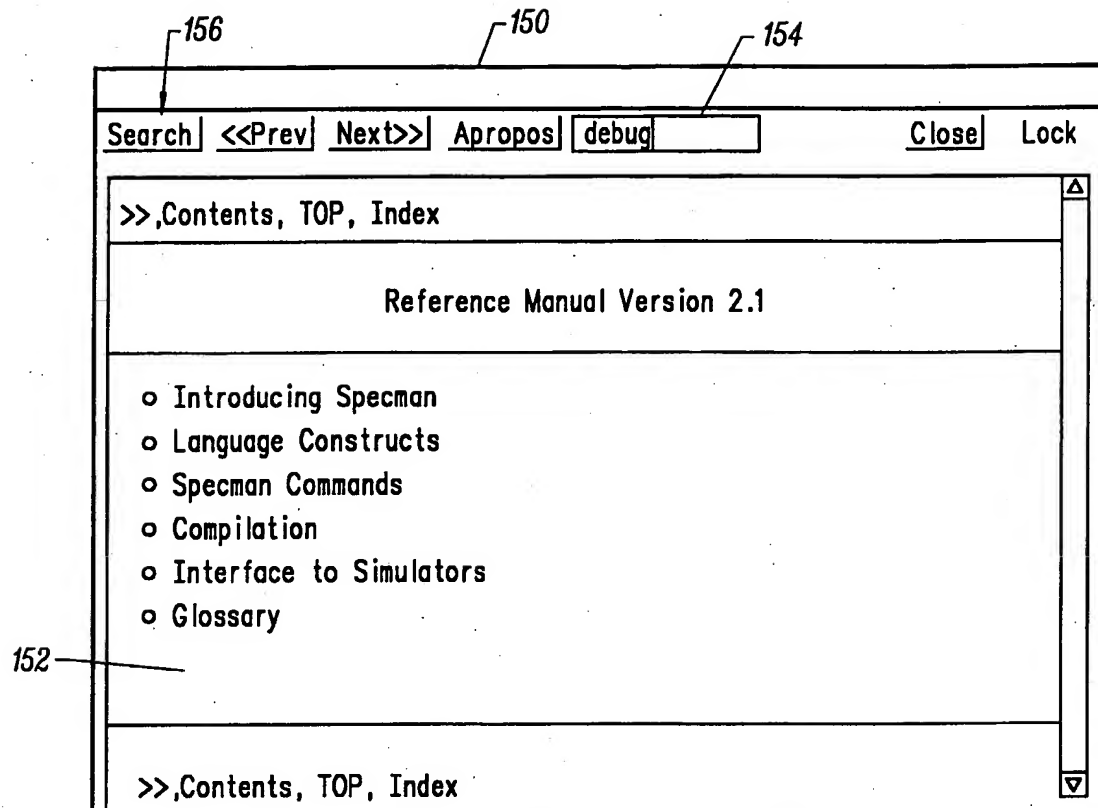 156 150 154
Search <<Prev Next>> Apropos debug Close Lock
>>,Contents, TOP, Index
Reference Manual Version 2.1
o Introducing Specman
o Language Constructs
o Specman Commands
o Compilation
o Interface to Simulators
o Glossary
152
>>,Contents, TOP, Index